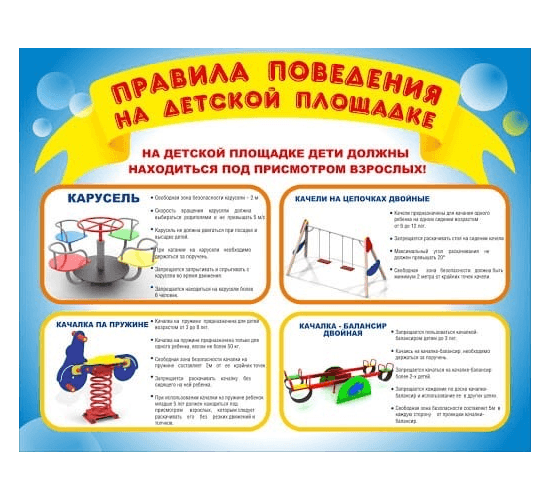 ПРАВИЛА ПОВЕДЕНИЯ
НА ДЕТСКОЙ ПЛОЩАДКЕ
НА ДЕТСКОЙ ПЛОЩАДКЕ ДЕТИ ДОЛЖНЫ
НАХОДИТЬСЯ ПОД ПРИСМОТРОМ ВЗРОСЛЫХ!
КАРУСЕЛЬ
Свободная зона безопасности карусели – 2 м
Скорость вращения карусели должна
выбираться родителями и не превышать 5 м/с
Карусель не должна двигаться при посадке и
высадке детей.
При катании на карусели необходимо
держаться за поручень.
Запрещается запрыгивать и спрыгивать с
карусели во время движения.
Запрещается находиться на карусели более
6 человек.
КАЧЕЛИ НА ЦЕПОЧКАХ ДВОЙНЫЕ
Качели предназначены для качания одного
ребенка на одном сидении возрастом
от 5 до 12 лет.
Запрещается раскачивать стоя на сидении качели
Максимальный угол раскачивания не
должен превышать 20°
Свободная зона безопасности должна быть
минимум 2 метра от крайних точек качели
КАЧАЛКА ПА ПРУЖИНЕ
Качалка на пружине предназначена для детей
возрастом от 3 до 8 лет.
Качалка на пружине предназначена только для
одного ребенка, весом не более 50 кг.
Свободная зона безопасности качалки на
пружине составляет 2м от ее крайних точек
Запрещается раскачивать качалку без
сидящего на ней ребенка.
При использовании качалки на пружине ребенок
младше 5 лет должен находиться под
присмотром взрослых, которым следует
раскачивать его без резких движений и
толчков.
КАЧАЛКА - БАЛАНСИР
ДВОЙНАЯ
Запрещается пользоваться качалкой-
балансиром детям до 3 лет.
Качаясь на качалке-балансир, необходимо
держаться за поручень.
Запрещается качаться на качалке-балансир
более 2-х детей.
Запрещается хождение по доске качалки-
балансир и использование ее в других целях.
Свободная зона безопасности составляет
в каждую сторону от проекции качалки-
балансир.